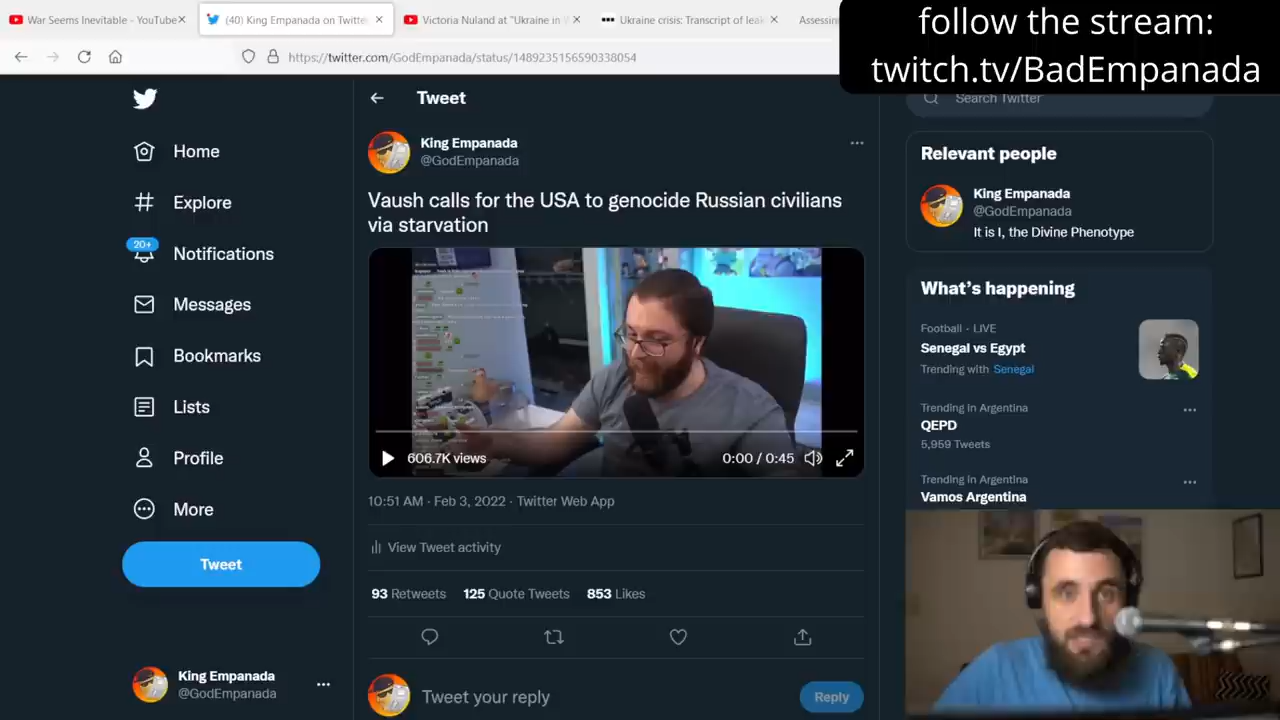 War Seems Inevitable - YouTube
(40) King Empanada on Twitte
Victoria Nuland at "Ukraine in
Ukraine crisis: Transcript of lea
Assessin
follow the stream:
twitch.tv/BadEmpanada
https://twitter.com/GodEmpanada/status/1489235156590338054
Home
Explore
20+
Notifications
Messages
Bookmarks
Lists
Profile
More
Tweet
King Empanada
@GodEmpanada
Tweet
King Empanada
@GodEmpanada
Vaush calls for the USA to genocide Russian civilians
via starvation
606.7K views
0:00 / 0:45
10:51 AM · Feb 3, 2022 · Twitter Web App
View Tweet activity
93 Retweets 125 Quote Tweets 853 Likes
Tweet your reply
Reply
Search Twitter
Relevant people
King Empanada
@GodEmpanada
It is I, the Divine Phenotype
What's happening
Football · LIVE
Senegal vs Egypt
Trending with Senegal
Trending in Argentina
QEPD
5,959 Tweets
Trending in Argentina
Vamos Argentina